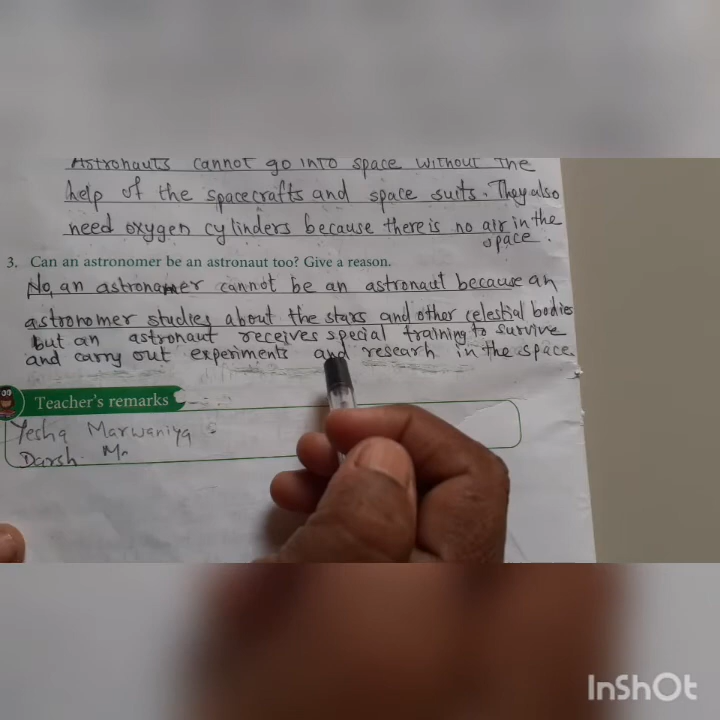 Astronauts cannot go into space without the
help of the spacecrafts and space suits. They also
need oxygen cylinders because there is no air in the
space.
3. Can an astronomer be an astronaut too? Give a reason.
No, an astronamer cannot be an astronaut because an
astronomer studies about the stars and other celestial bodies
but an astronaut receives special training to survive
and carry out experiments and researh in the space.
Teacher's remarks
Yesha Marwaniya
Darsh
InShOt